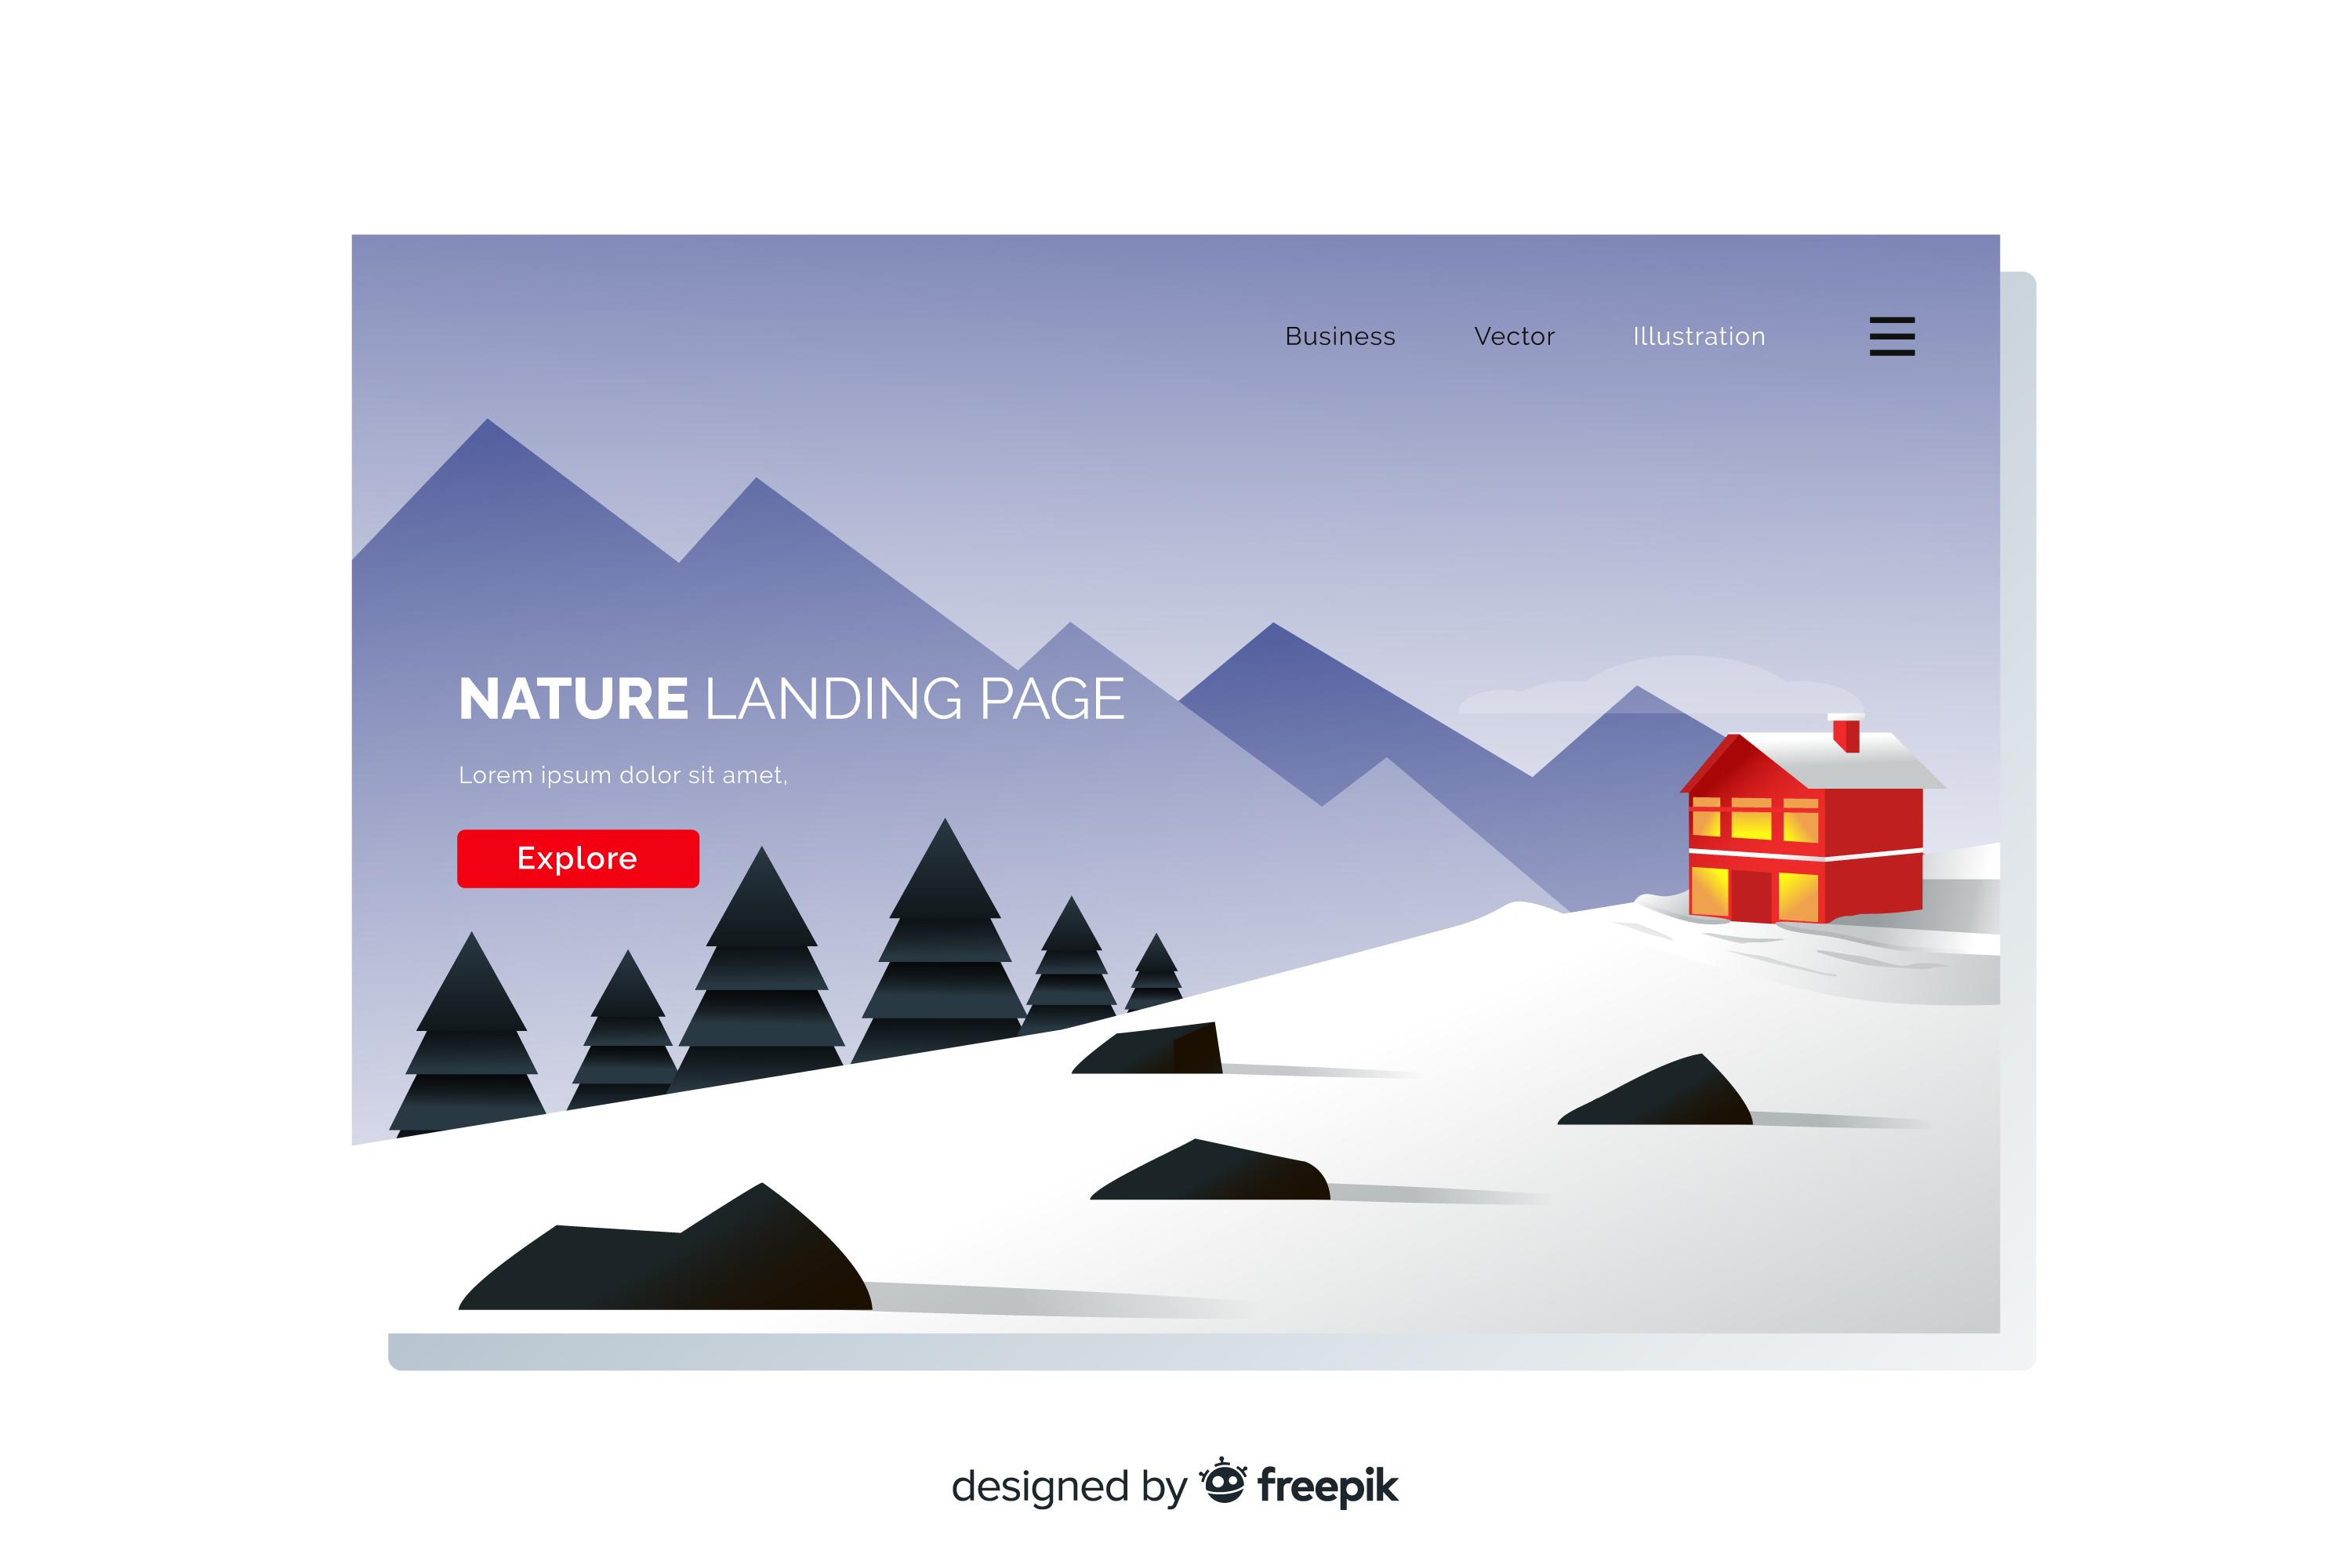 Business Vector Illustration
NATURE LANDING PAGE
Lorem ipsum dolor sit amet,
Explore
designed by freepik